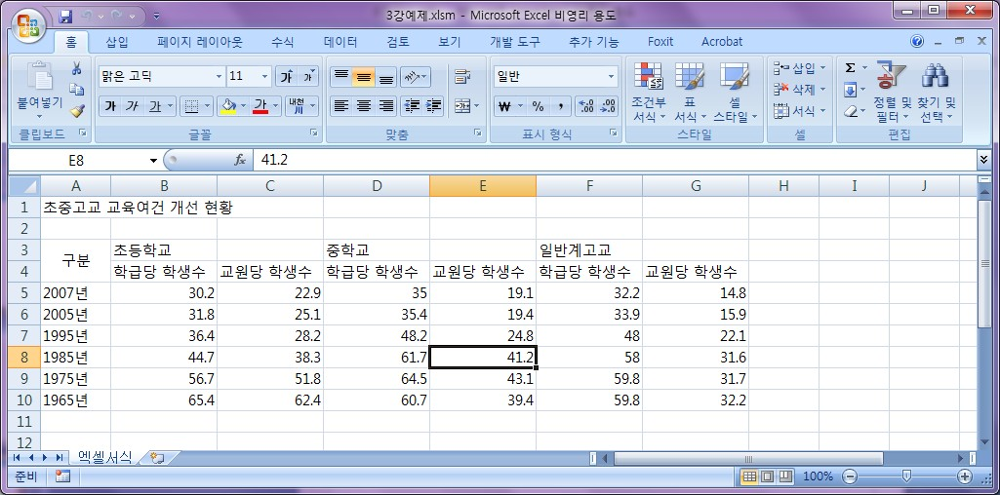 3강예제.xlsm - Microsoft Excel 비영리 용도
홈 삽입 페이지 레이아웃 수식 데이터 검토 보기 개발 도구 추가 기능 Foxit Acrobat
붙여넣기
클립보드
맑은 고딕 11 가 가
가 가 가 가 내천
글꼴
맞춤
일반
₩ % , .00 .00
표시 형식
조건부 서식 표 서식 셀 스타일
스타일
삽입
삭제
서식
셀
Σ
정렬 및 필터 찾기 및 선택
편집
E8 fx 41.2
A B C D E F G H I J
1 초중고교 교육여건 개선 현황
2
3 구분 초등학교 중학교 일반계고교
4 학급당 학생수 교원당 학생수 학급당 학생수 교원당 학생수 학급당 학생수 교원당 학생수
5 2007년 30.2 22.9 35 19.1 32.2 14.8
6 2005년 31.8 25.1 35.4 19.4 33.9 15.9
7 1995년 36.4 28.2 48.2 24.8 48 22.1
8 1985년 44.7 38.3 61.7 41.2 58 31.6
9 1975년 56.7 51.8 64.5 43.1 59.8 31.7
10 1965년 65.4 62.4 60.7 39.4 59.8 32.2
11
12
엑셀서식
준비 100%